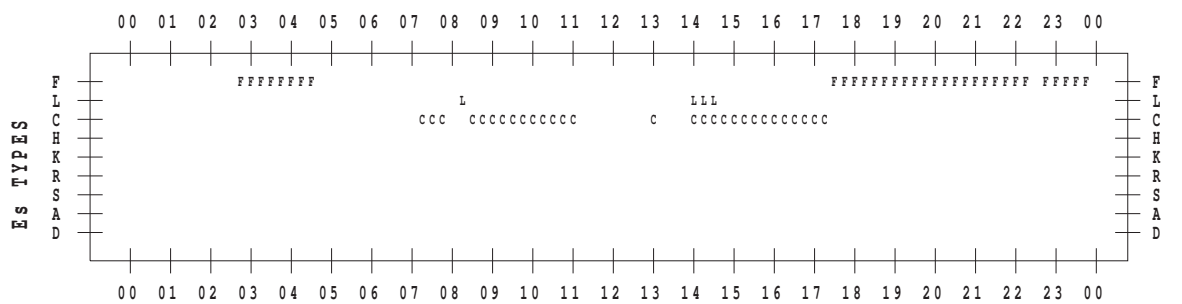 00 01 02 03 04 05 06 07 08 09 10 11 12 13 14 15 16 17 18 19 20 21 22 23 00
F FFFFFFFF FFFFFFFFFFFFFFFFFFFF FFFFF F
L L LLL L
C CCC CCCCCCCCCCC C CCCCCCCCCCCCCC C
H H
K K
R R
S S
A A
D D
Es TYPES
00 01 02 03 04 05 06 07 08 09 10 11 12 13 14 15 16 17 18 19 20 21 22 23 00